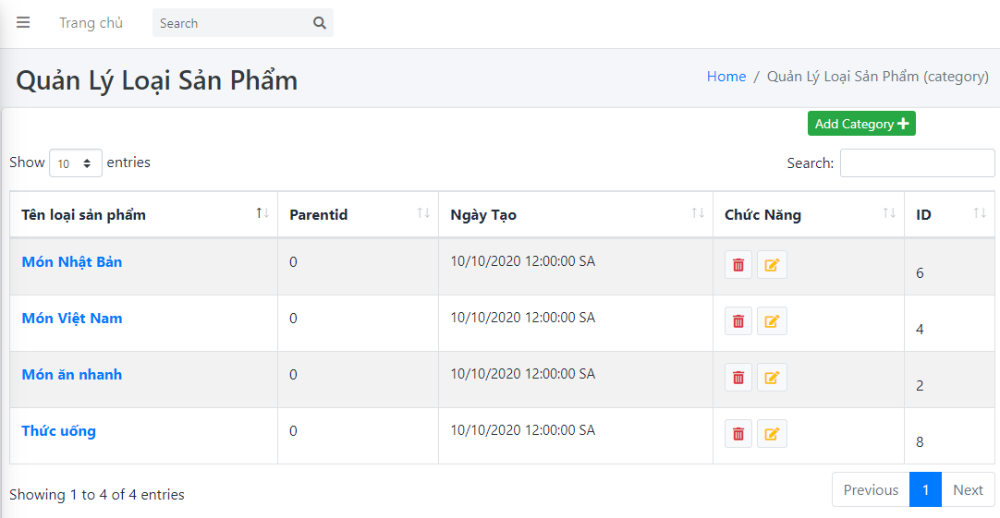 Trang chủ Search
Quản Lý Loại Sản Phẩm Home / Quản Lý Loại Sản Phẩm (category)
Add Category
Show 10 entries Search:
Tên loại sản phẩm Parentid Ngày Tạo Chức Năng ID
Món Nhật Bản 0 10/10/2020 12:00:00 SA 6
Món Việt Nam 0 10/10/2020 12:00:00 SA 4
Món ăn nhanh 0 10/10/2020 12:00:00 SA 2
Thức uống 0 10/10/2020 12:00:00 SA 8
Showing 1 to 4 of 4 entries Previous 1 Next